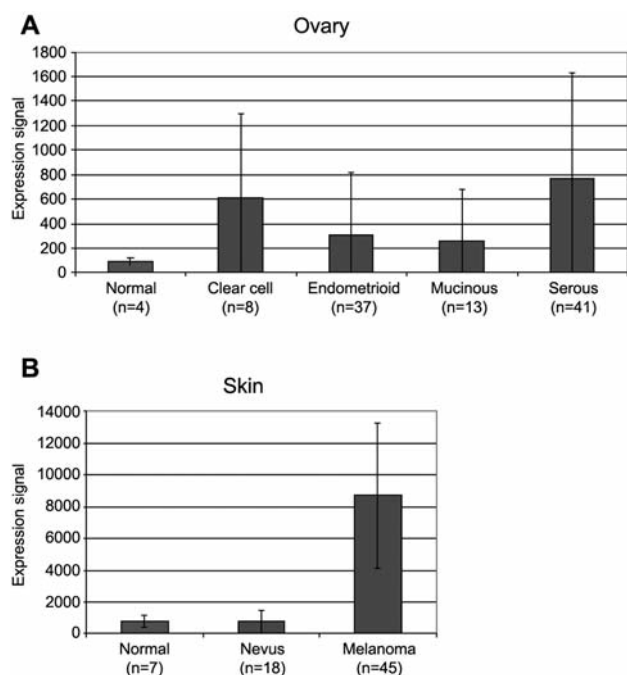 A
Ovary
Expression signal
1800
1600
1400
1200
1000
800
600
400
200
0
Normal Clear cell Endometrioid Mucinous Serous
(n=4) (n=8) (n=37) (n=13) (n=41)
B
Skin
Expression signal
14000
12000
10000
8000
6000
4000
2000
0
Normal Nevus Melanoma
(n=7) (n=18) (n=45)